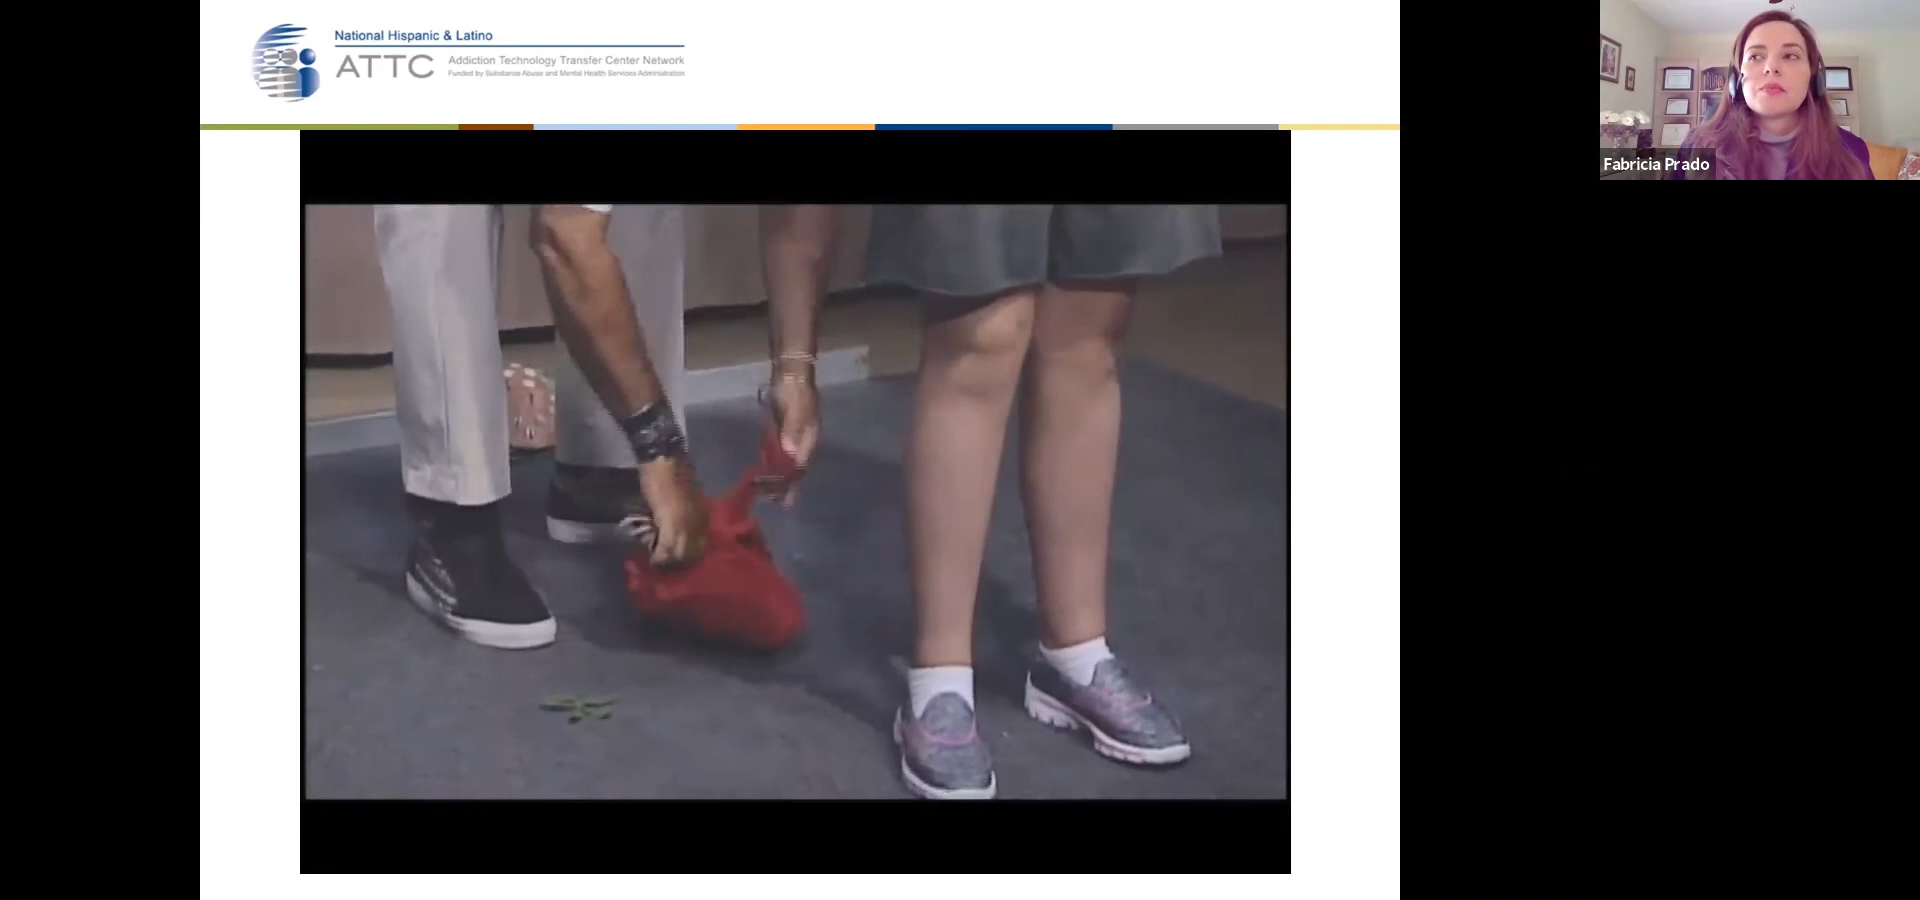 National Hispanic & Latino
ATTC
Addiction Technology Transfer Center Network
Funded by Substance Abuse and Mental Health Services Administration
Fabricia Prado